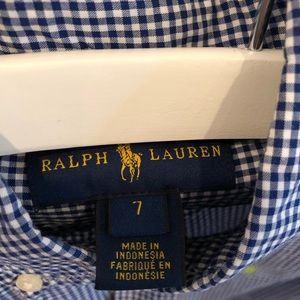 RALPH LAUREN
7
MADE IN
INDONESIA
FABRIQUÉ EN
INDONÉSIE